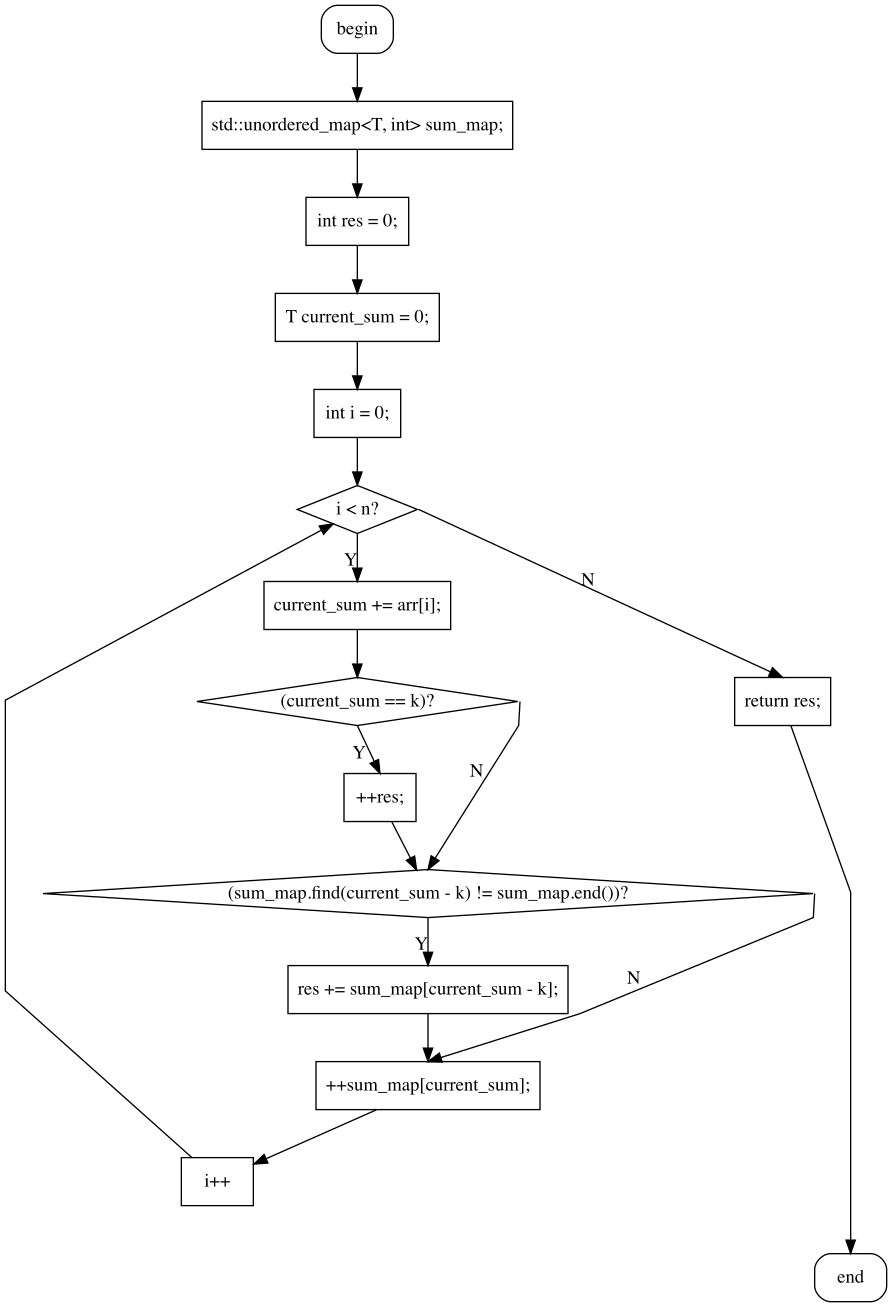 begin
std::unordered_map<T, int> sum_map;
int res = 0;
T current_sum = 0;
int i = 0;
i < n?
Y
N
current_sum += arr[i];
(current_sum == k)?
return res;
Y
N
++res;
(sum_map.find(current_sum - k) != sum_map.end())?
Y
N
res += sum_map[current_sum - k];
++sum_map[current_sum];
i++
end